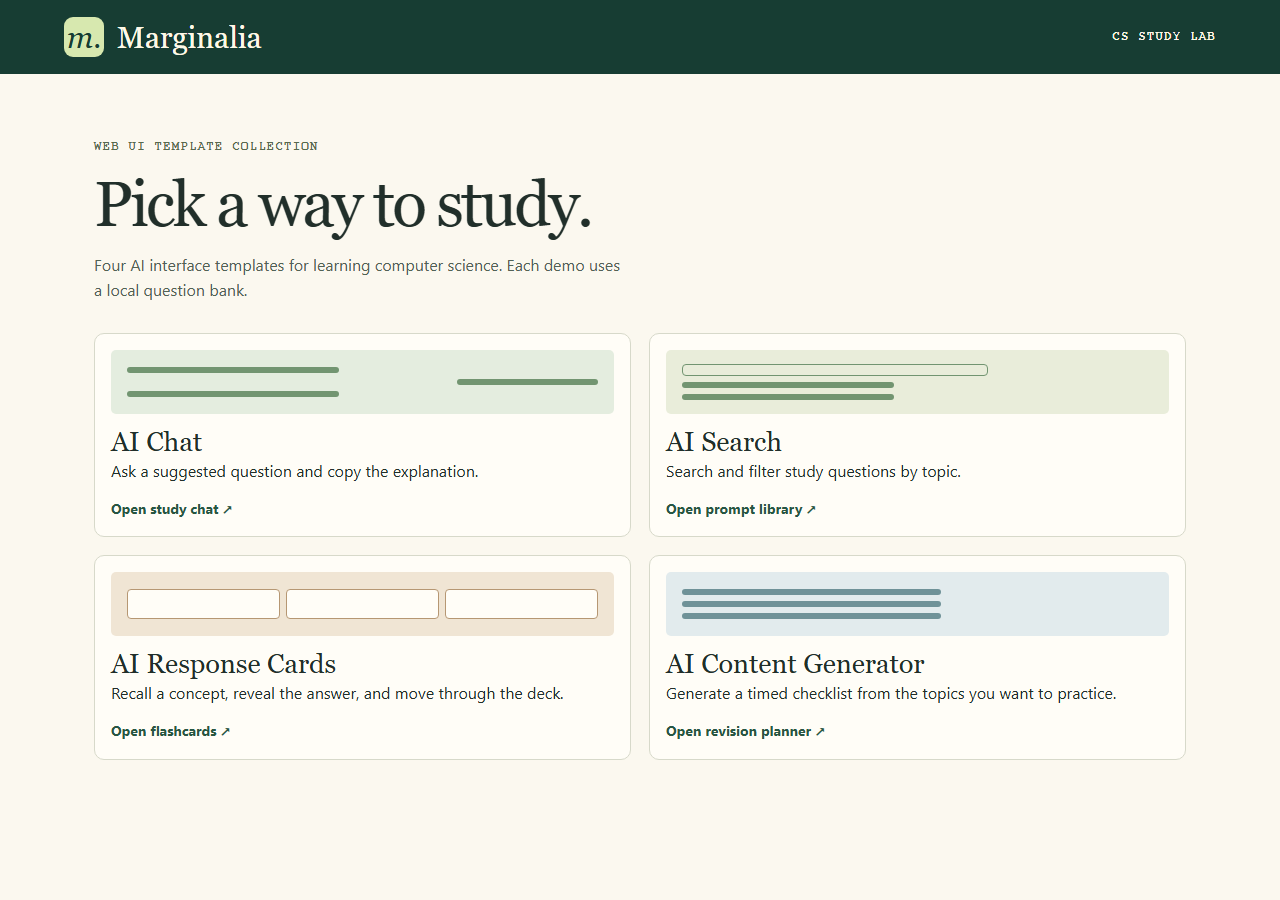 m. Marginalia
CS STUDY LAB
WEB UI TEMPLATE COLLECTION
Pick a way to study.
Four AI interface templates for learning computer science. Each demo uses
a local question bank.
AI Chat
Ask a suggested question and copy the explanation.
Open study chat ↗
AI Search
Search and filter study questions by topic.
Open prompt library ↗
AI Response Cards
Recall a concept, reveal the answer, and move through the deck.
Open flashcards ↗
AI Content Generator
Generate a timed checklist from the topics you want to practice.
Open revision planner ↗